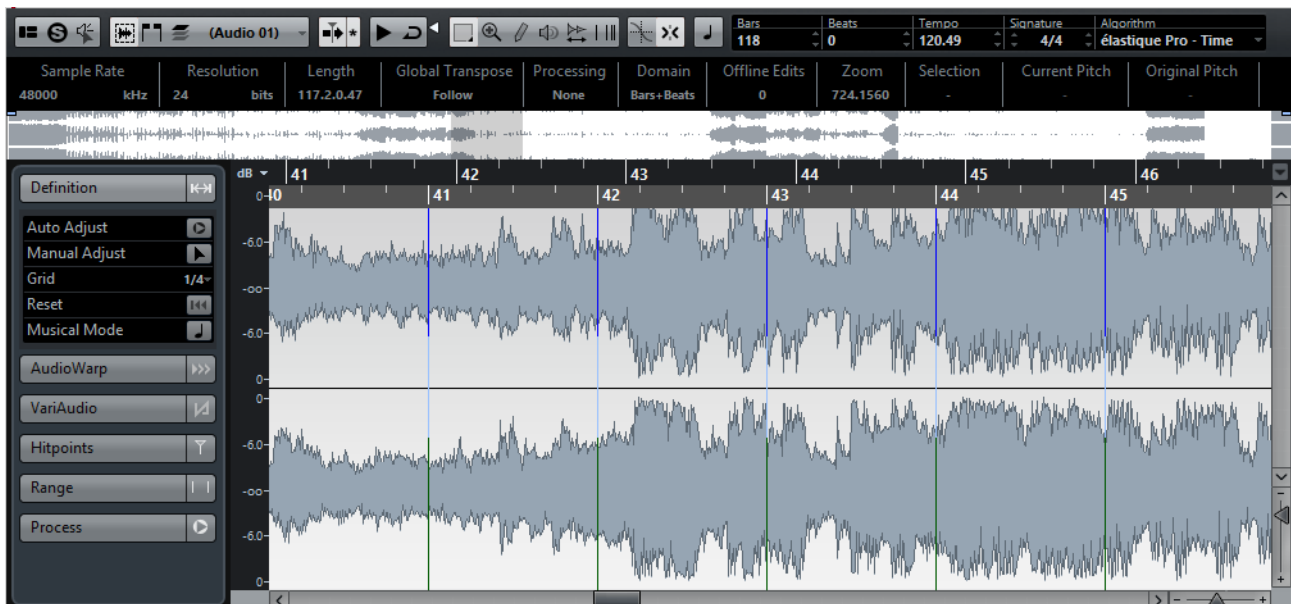 (Audio 01)
Bars Beats Tempo Signature Algorithm
118 0 120.49 4/4 élastique Pro - Time
Sample Rate Resolution Length Global Transpose Processing Domain Offline Edits Zoom Selection Current Pitch Original Pitch
48000 kHz 24 bits 117.2.0.47 Follow None Bars+Beats 0 724.1560 - - -
dB 41 42 43 44 45 46
0 40 41 42 43 44 45
Definition
Auto Adjust
Manual Adjust
Grid 1/4
Reset
Musical Mode
AudioWarp
VariAudio
Hitpoints
Range
Process
-6.0
-oo
-6.0
0
0
-6.0
-oo
-6.0
0